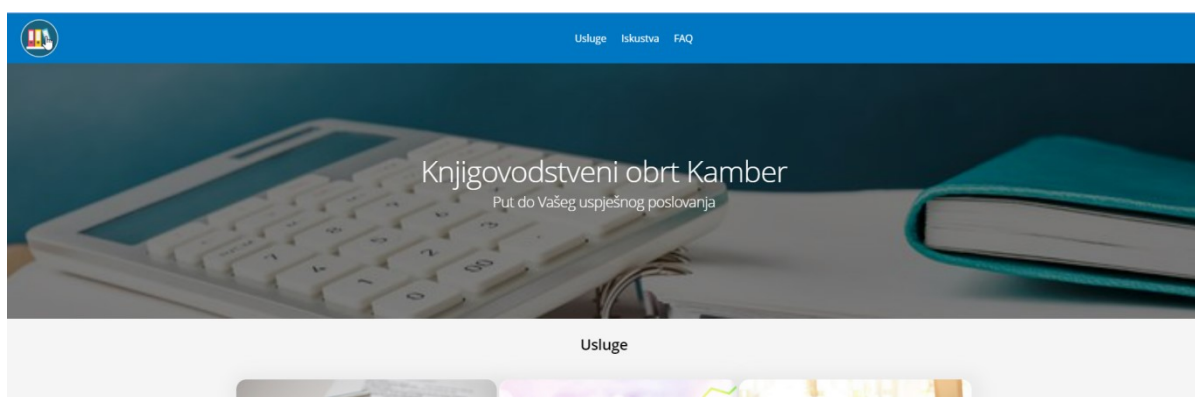 Usluge Iskustva FAQ
Knjigovodstveni obrt Kamber
Put do Vašeg uspješnog poslovanja
Usluge